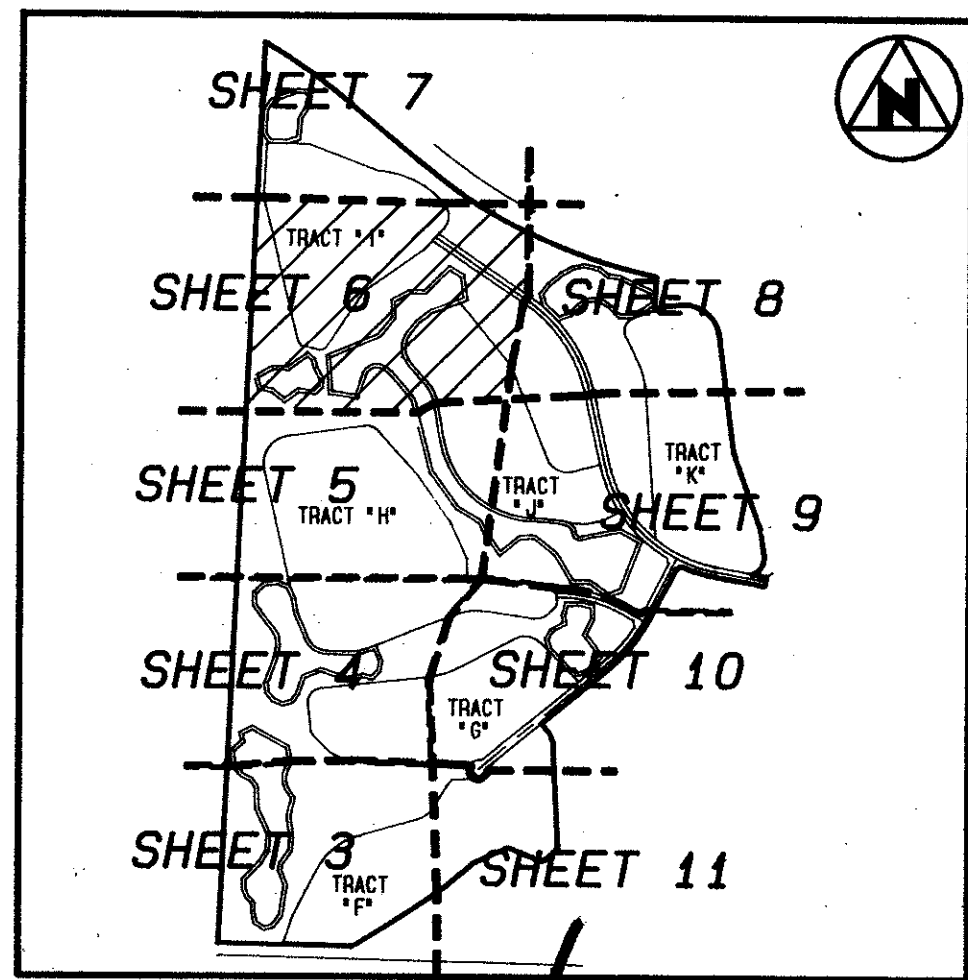 SHEET 7
N
TRACT "I"
SHEET 6
SHEET 8
TRACT
"K"
SHEET 5
TRACT "H"
TRACT
"J"
SHEET 9
SHEET 4
SHEET 10
TRACT
"G"
SHEET 3
TRACT
"F"
SHEET 11